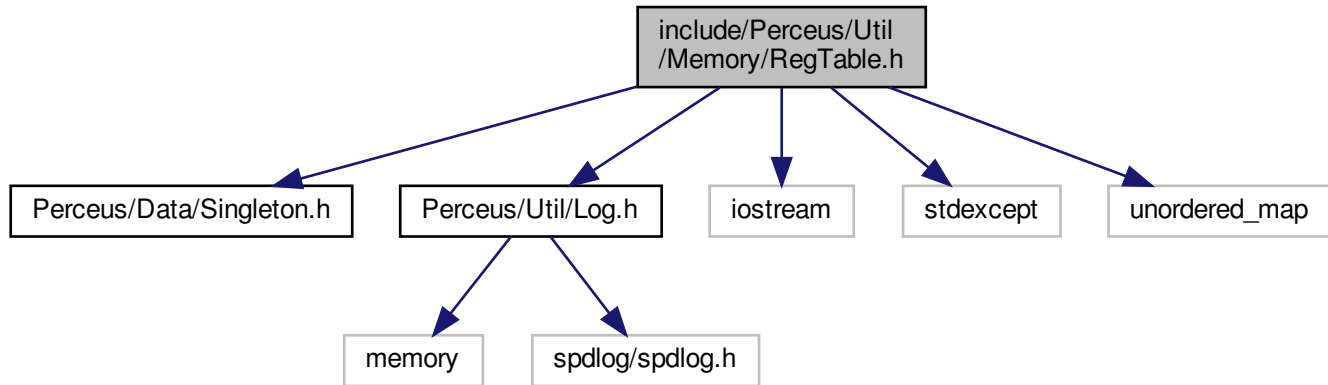 include/Perceus/Util
/Memory/RegTable.h
Perceus/Data/Singleton.h
Perceus/Util/Log.h
iostream
stdexcept
unordered_map
memory
spdlog/spdlog.h